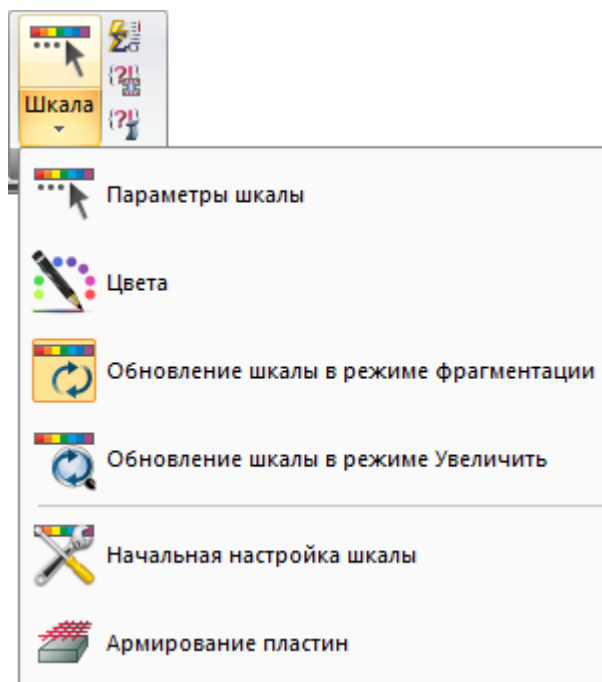 Шкала
Параметры шкалы
Цвета
Обновление шкалы в режиме фрагментации
Обновление шкалы в режиме Увеличить
Начальная настройка шкалы
Армирование пластин